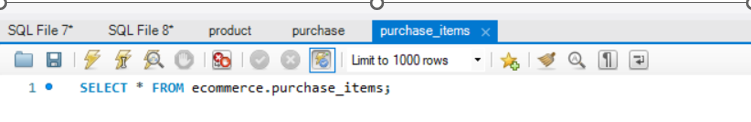 SQL File 7* SQL File 8* product purchase purchase_items
Limit to 1000 rows
1 SELECT * FROM ecommerce.purchase_items;